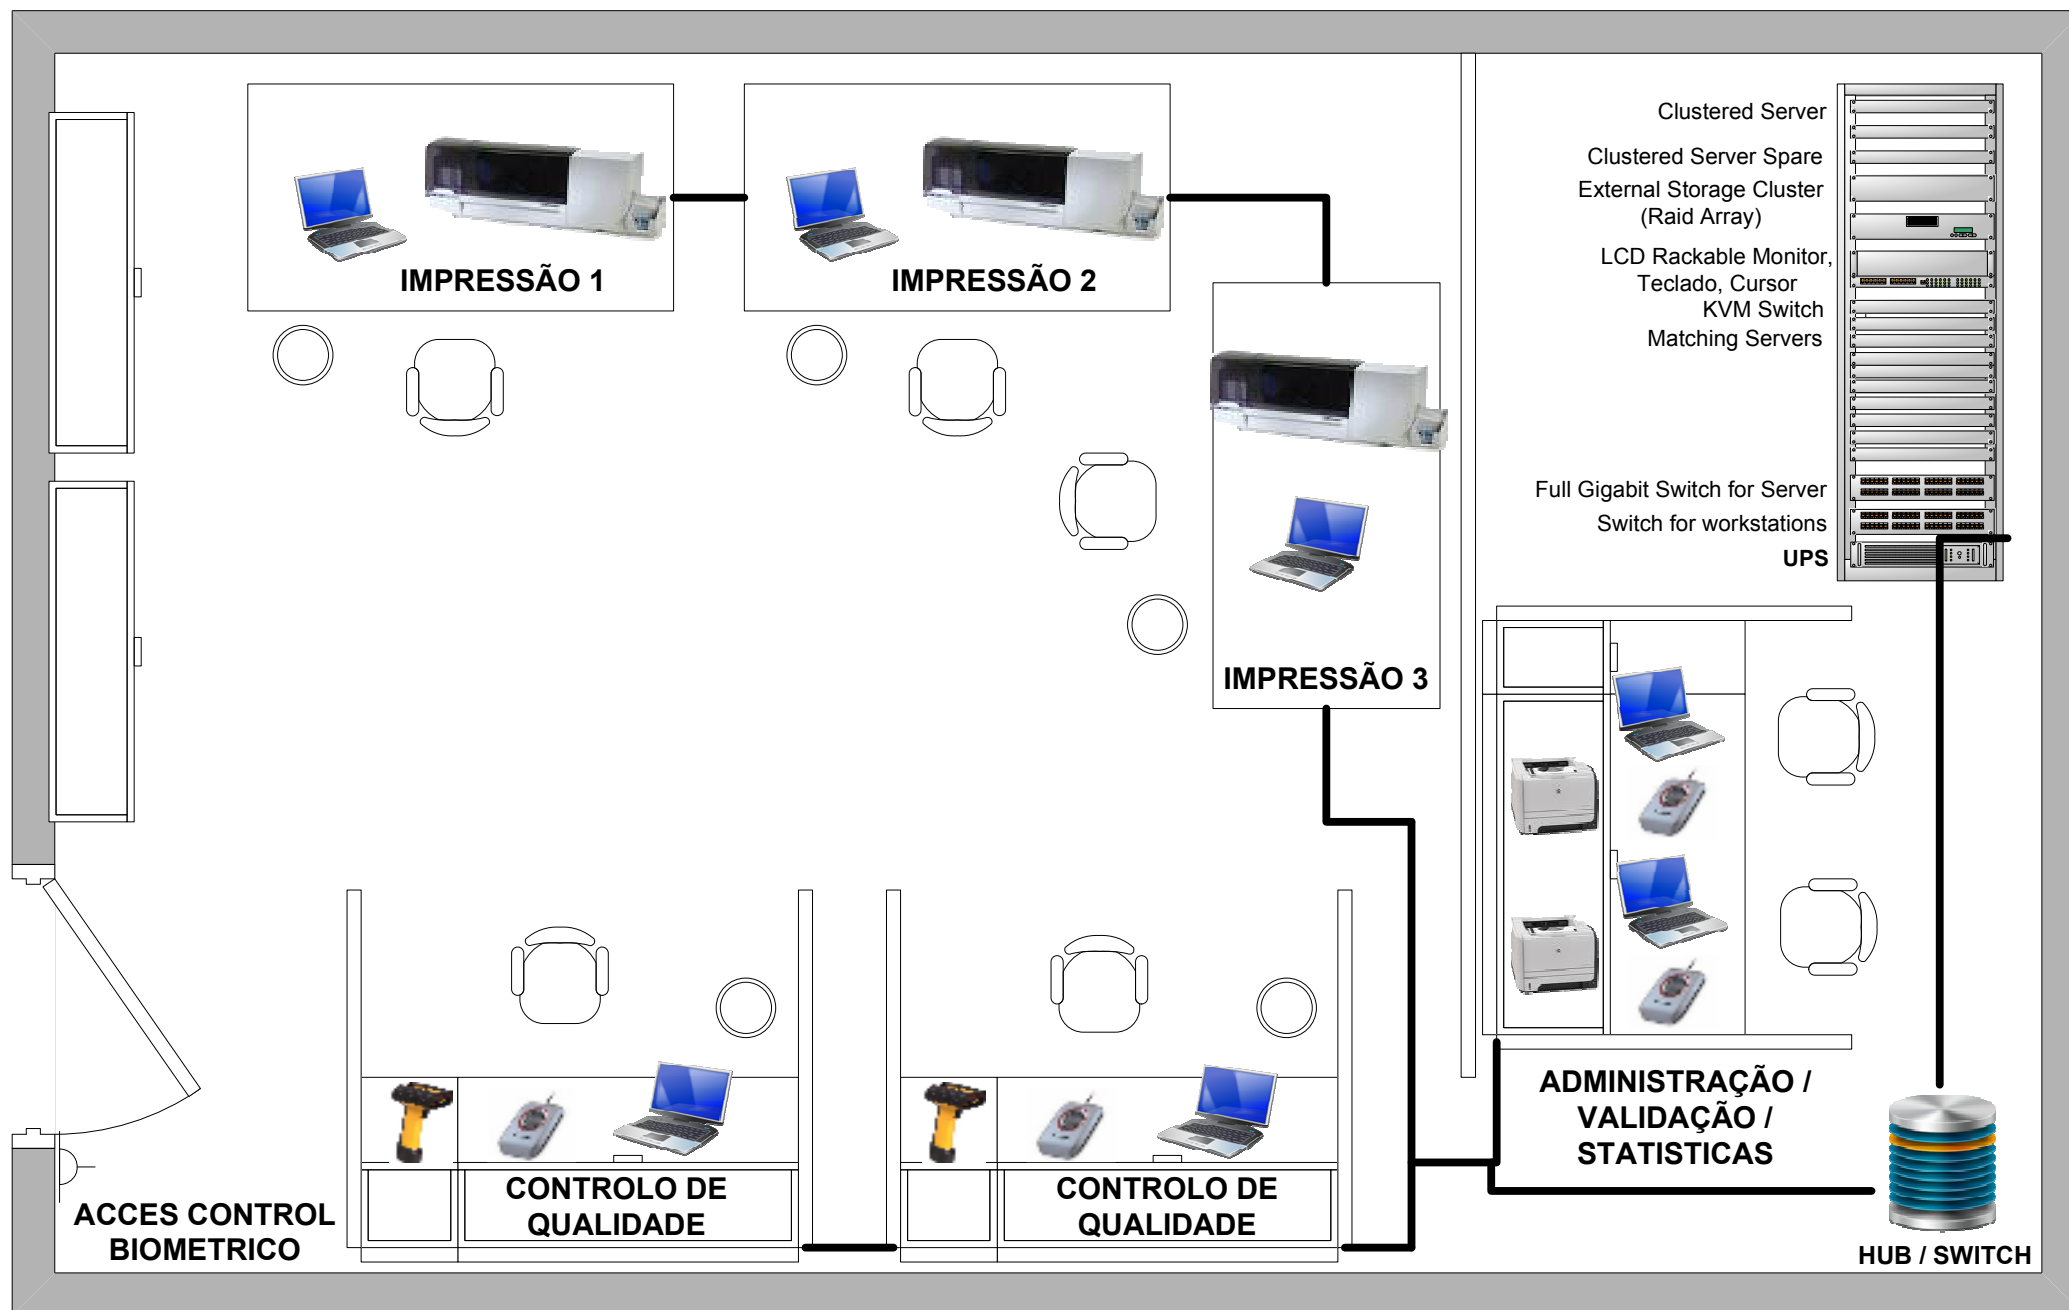 Clustered Server
Clustered Server Spare
External Storage Cluster
(Raid Array)
LCD Rackable Monitor,
Teclado, Cursor
KVM Switch
Matching Servers
Full Gigabit Switch for Server
Switch for workstations
UPS
IMPRESSÃO 1
IMPRESSÃO 2
IMPRESSÃO 3
ADMINISTRAÇÃO /
VALIDAÇÃO /
STATISTICAS
CONTROLO DE
QUALIDADE
CONTROLO DE
QUALIDADE
ACCES CONTROL
BIOMETRICO
HUB / SWITCH